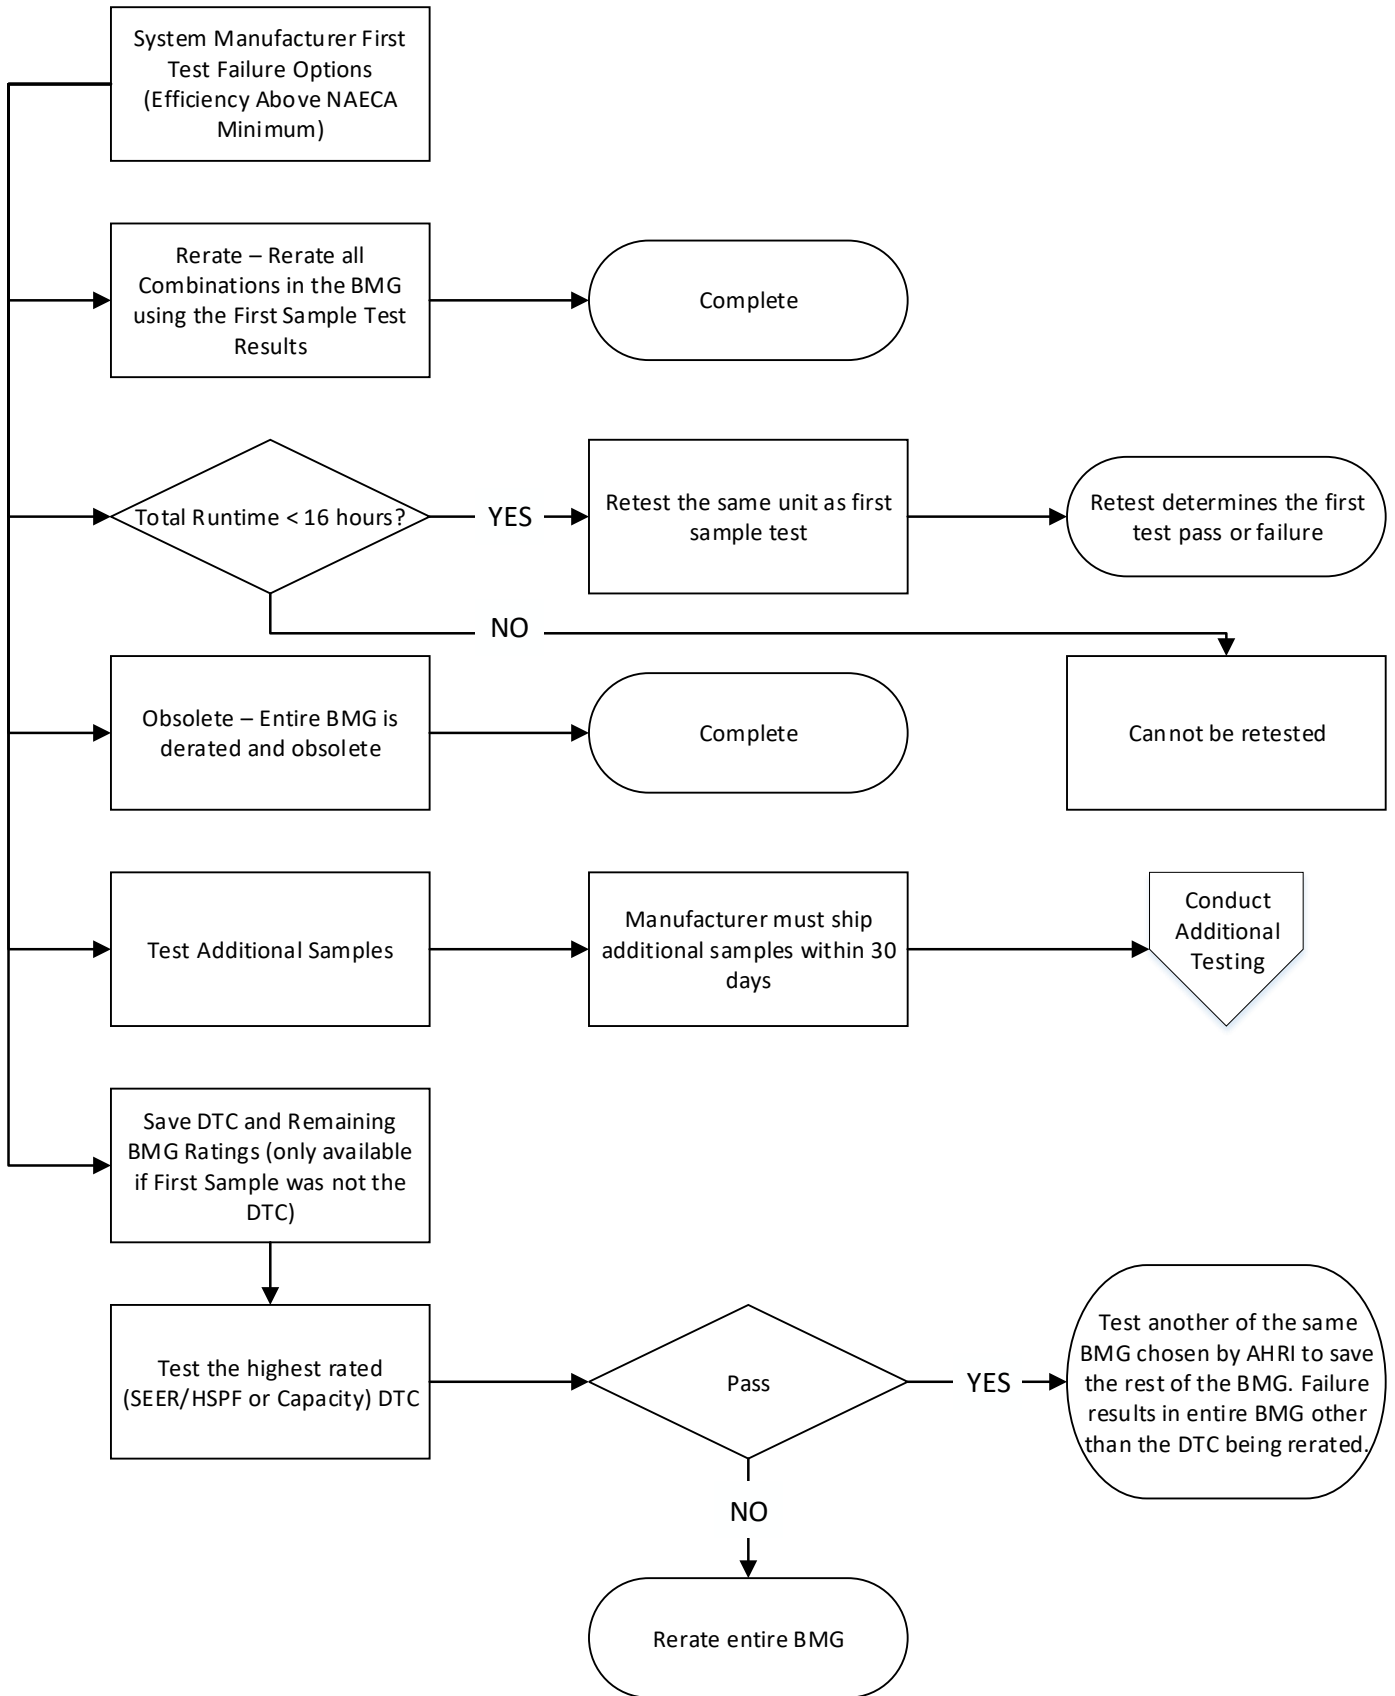 System Manufacturer First
Test Failure Options
(Efficiency Above NAECA
Minimum)
Rerate – Rerate all
Combinations in the BMG
using the First Sample Test
Results
Complete
Total Runtime < 16 hours?
YES
Retest the same unit as first
sample test
Retest determines the first
test pass or failure
NO
Obsolete – Entire BMG is
derated and obsolete
Complete
Cannot be retested
Test Additional Samples
Manufacturer must ship
additional samples within 30
days
Conduct
Additional
Testing
Save DTC and Remaining
BMG Ratings (only available
if First Sample was not the
DTC)
Test the highest rated
(SEER/HSPF or Capacity) DTC
Pass
YES
Test another of the same
BMG chosen by AHRI to save
the rest of the BMG. Failure
results in entire BMG other
than the DTC being rerated.
NO
Rerate entire BMG